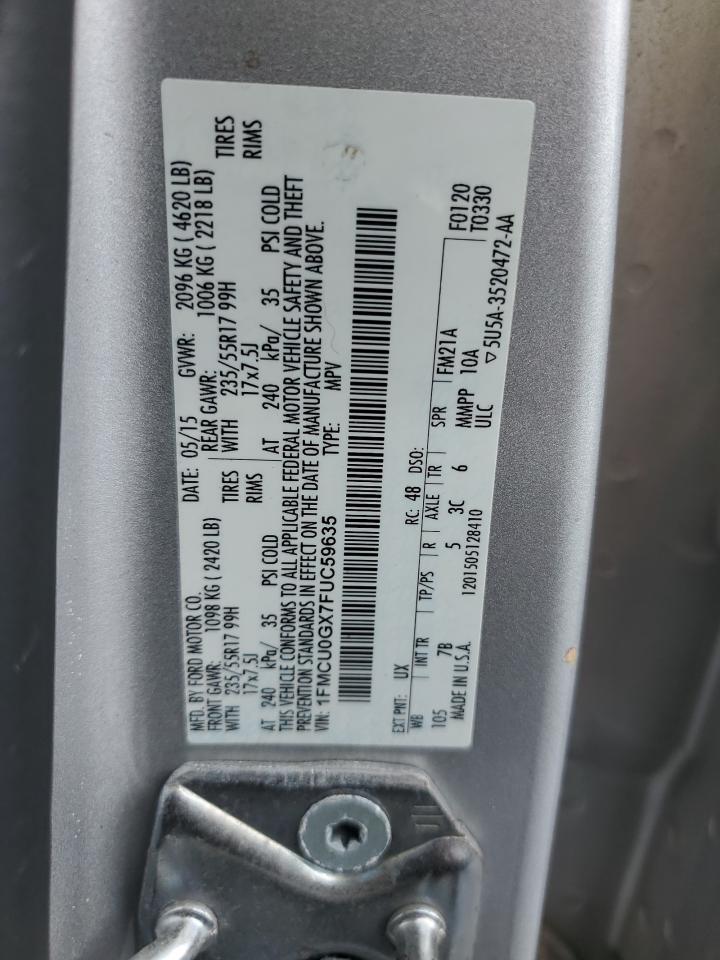 MFD. BY FORD MOTOR CO. DATE: 05/15 GVWR: 2096 KG ( 4620 LB)
FRONT GAWR: 1098 KG ( 2420 LB) REAR GAWR: 1006 KG ( 2218 LB)
WITH 235/55R17 99H TIRES WITH 235/55R17 99H TIRES
17x7.5J RIMS 17x7.5J RIMS
AT 240 kPa/ 35 PSI COLD AT 240 kPa/ 35 PSI COLD
THIS VEHICLE CONFORMS TO ALL APPLICABLE FEDERAL MOTOR VEHICLE SAFETY AND THEFT
PREVENTION STANDARDS IN EFFECT ON THE DATE OF MANUFACTURE SHOWN ABOVE.
VIN: 1FMCU0GX7FUC59635 TYPE: MPV
EXT PNT: UX RC: 48 DSO: F0120
WB INT TR TP/PS R AXLE TR SPR FM21A T0330
105 7B 5 3C 6 MMPP 10A
MADE IN U.S.A. 1201505128410 ULC ▽5U5A-3520472-AA